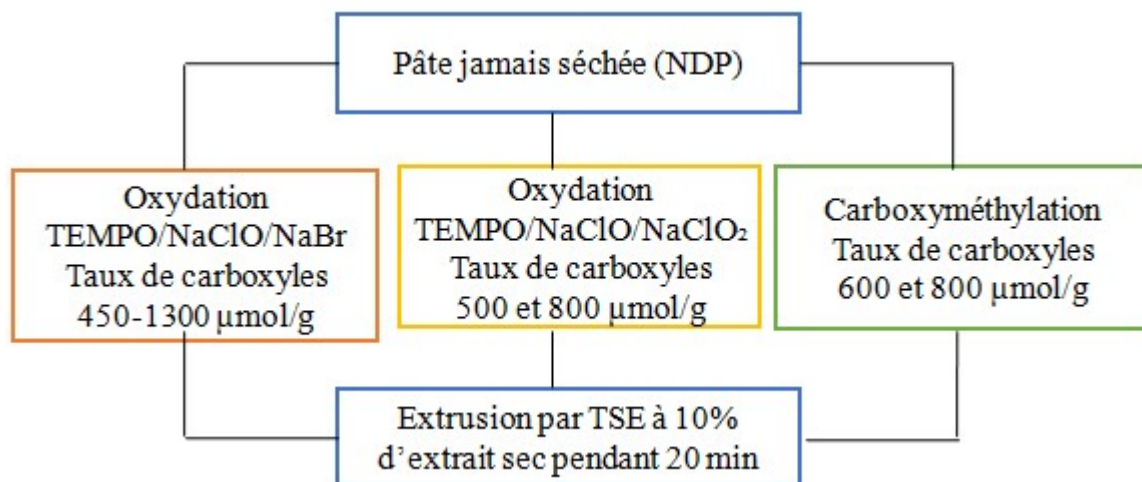 Pâte jamais séchée (NDP)
Oxydation
TEMPO/NaClO/NaBr
Taux de carboxyles
450-1300 µmol/g
Oxydation
TEMPO/NaClO/NaClO₂
Taux de carboxyles
500 et 800 µmol/g
Carboxyméthylation
Taux de carboxyles
600 et 800 µmol/g
Extrusion par TSE à 10%
d’extrait sec pendant 20 min